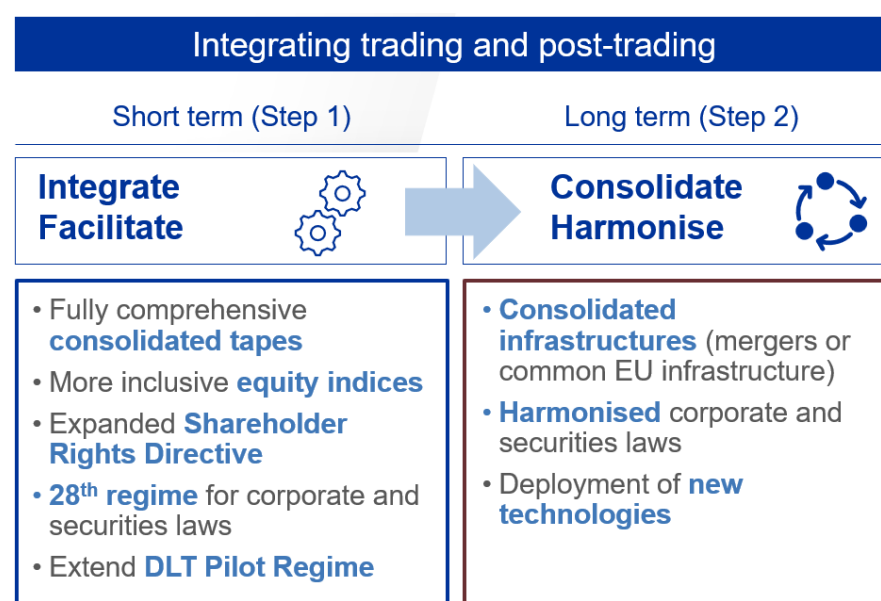 Integrating trading and post-trading
Short term (Step 1)
Long term (Step 2)
Integrate
Facilitate
Consolidate
Harmonise
• Fully comprehensive
consolidated tapes
• More inclusive equity indices
• Expanded Shareholder
Rights Directive
• 28th regime for corporate and
securities laws
• Extend DLT Pilot Regime
• Consolidated
infrastructures (mergers or
common EU infrastructure)
• Harmonised corporate and
securities laws
• Deployment of new
technologies